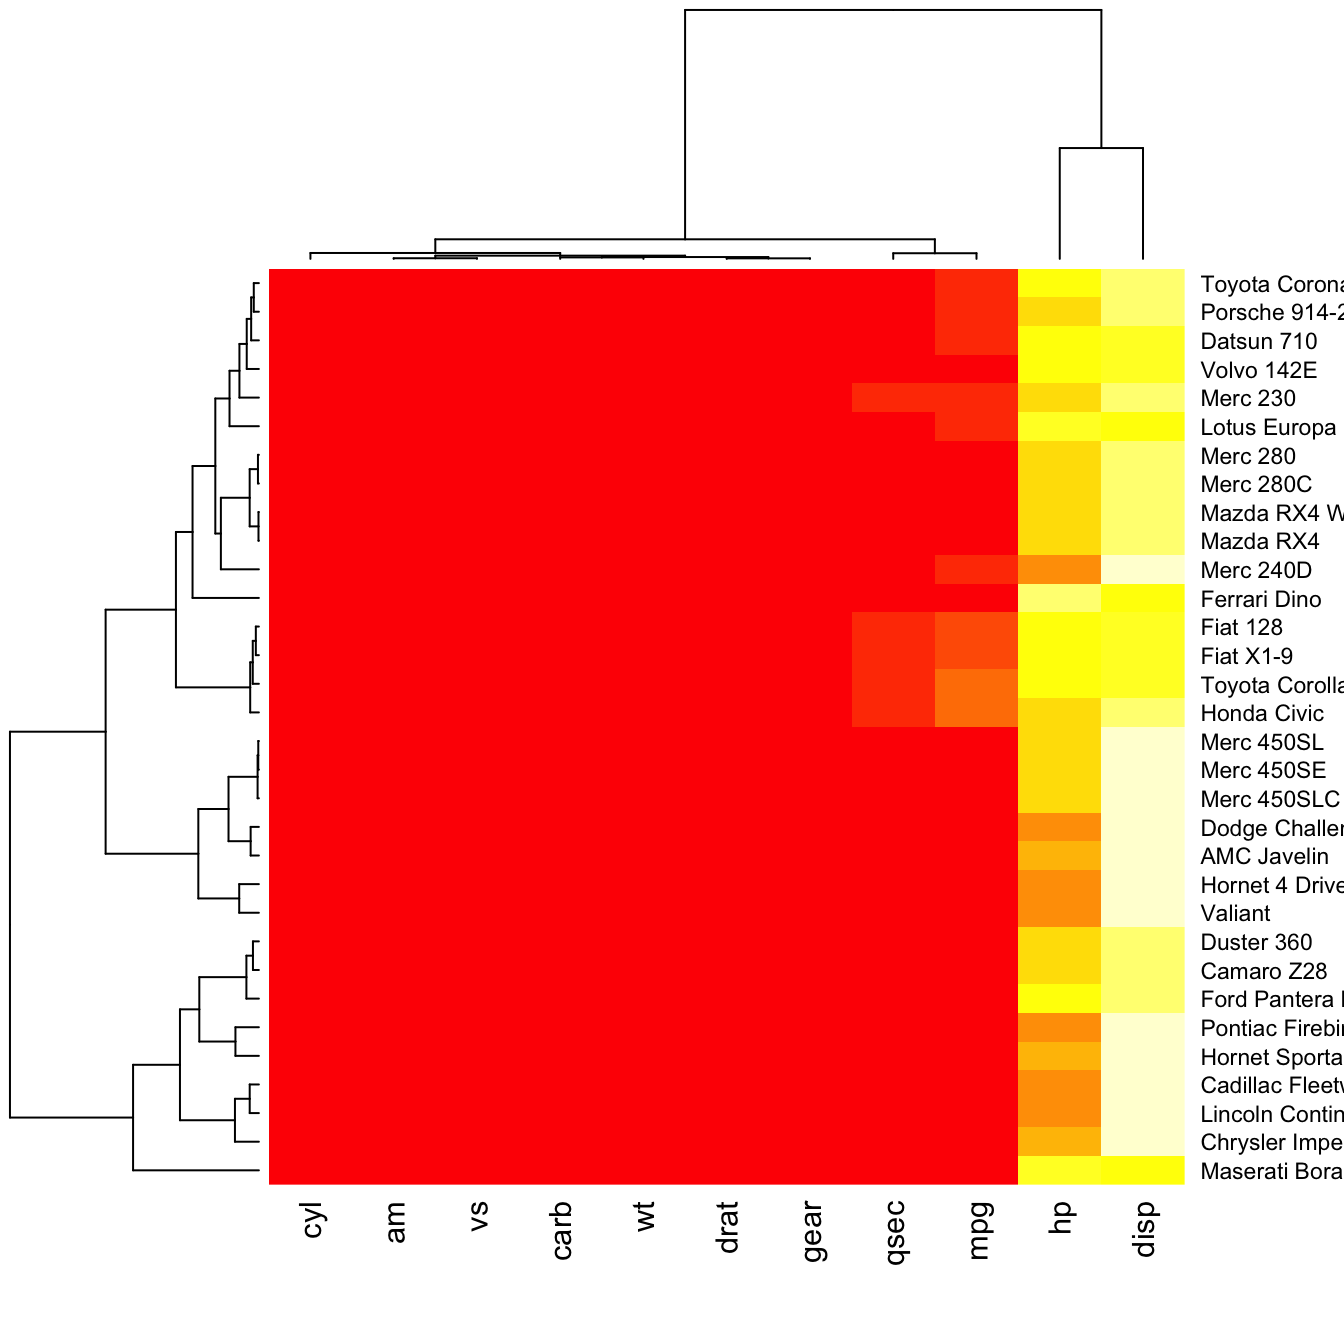 Toyota Corona
Porsche 914-2
Datsun 710
Volvo 142E
Merc 230
Lotus Europa
Merc 280
Merc 280C
Mazda RX4 W
Mazda RX4
Merc 240D
Ferrari Dino
Fiat 128
Fiat X1-9
Toyota Corolla
Honda Civic
Merc 450SL
Merc 450SE
Merc 450SLC
Dodge Challen
AMC Javelin
Hornet 4 Drive
Valiant
Duster 360
Camaro Z28
Ford Pantera L
Pontiac Firebir
Hornet Sporta
Cadillac Fleetw
Lincoln Contin
Chrysler Impe
Maserati Bora
cyl
am
vs
carb
wt
drat
gear
qsec
mpg
hp
disp